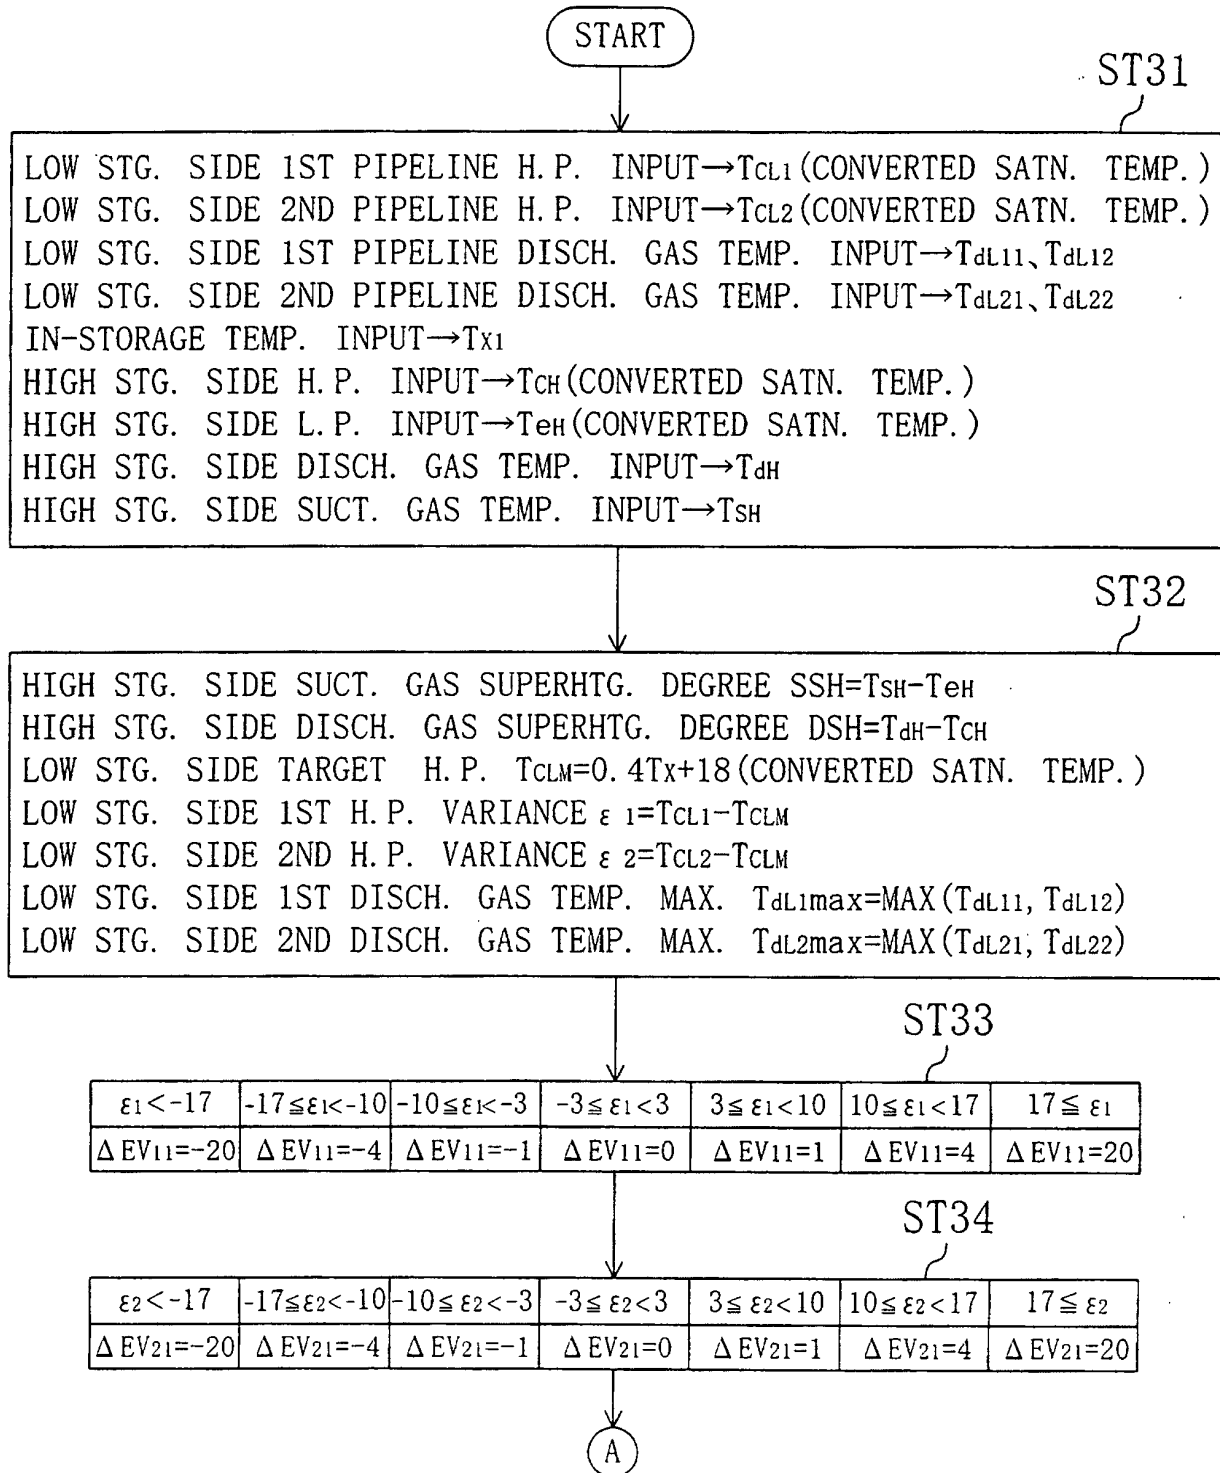 START
ST31
LOW STG. SIDE 1ST PIPELINE H.P. INPUT→TCL1(CONVERTED SATN. TEMP.)
LOW STG. SIDE 2ND PIPELINE H.P. INPUT→TCL2(CONVERTED SATN. TEMP.)
LOW STG. SIDE 1ST PIPELINE DISCH. GAS TEMP. INPUT→TdL11、TdL12
LOW STG. SIDE 2ND PIPELINE DISCH. GAS TEMP. INPUT→TdL21、TdL22
IN-STORAGE TEMP. INPUT→TX1
HIGH STG. SIDE H.P. INPUT→TCH(CONVERTED SATN. TEMP.)
HIGH STG. SIDE L.P. INPUT→TeH(CONVERTED SATN. TEMP.)
HIGH STG. SIDE DISCH. GAS TEMP. INPUT→TdH
HIGH STG. SIDE SUCT. GAS TEMP. INPUT→TSH
ST32
HIGH STG. SIDE SUCT. GAS SUPERHTG. DEGREE SSH=TSH-TeH
HIGH STG. SIDE DISCH. GAS SUPERHTG. DEGREE DSH=TdH-TCH
LOW STG. SIDE TARGET H.P. TCLM=0.4TX+18(CONVERTED SATN. TEMP.)
LOW STG. SIDE 1ST H.P. VARIANCE ε1=TCL1-TCLM
LOW STG. SIDE 2ND H.P. VARIANCE ε2=TCL2-TCLM
LOW STG. SIDE 1ST DISCH. GAS TEMP. MAX. TdL1max=MAX(TdL11, TdL12)
LOW STG. SIDE 2ND DISCH. GAS TEMP. MAX. TdL2max=MAX(TdL21, TdL22)
ST33
ε1<-17 -17≦ε1<-10 -10≦ε1<-3 -3≦ε1<3 3≦ε1<10 10≦ε1<17 17≦ε1
ΔEV11=-20 ΔEV11=-4 ΔEV11=-1 ΔEV11=0 ΔEV11=1 ΔEV11=4 ΔEV11=20
ST34
ε2<-17 -17≦ε2<-10 -10≦ε2<-3 -3≦ε2<3 3≦ε2<10 10≦ε2<17 17≦ε2
ΔEV21=-20 ΔEV21=-4 ΔEV21=-1 ΔEV21=0 ΔEV21=1 ΔEV21=4 ΔEV21=20
A